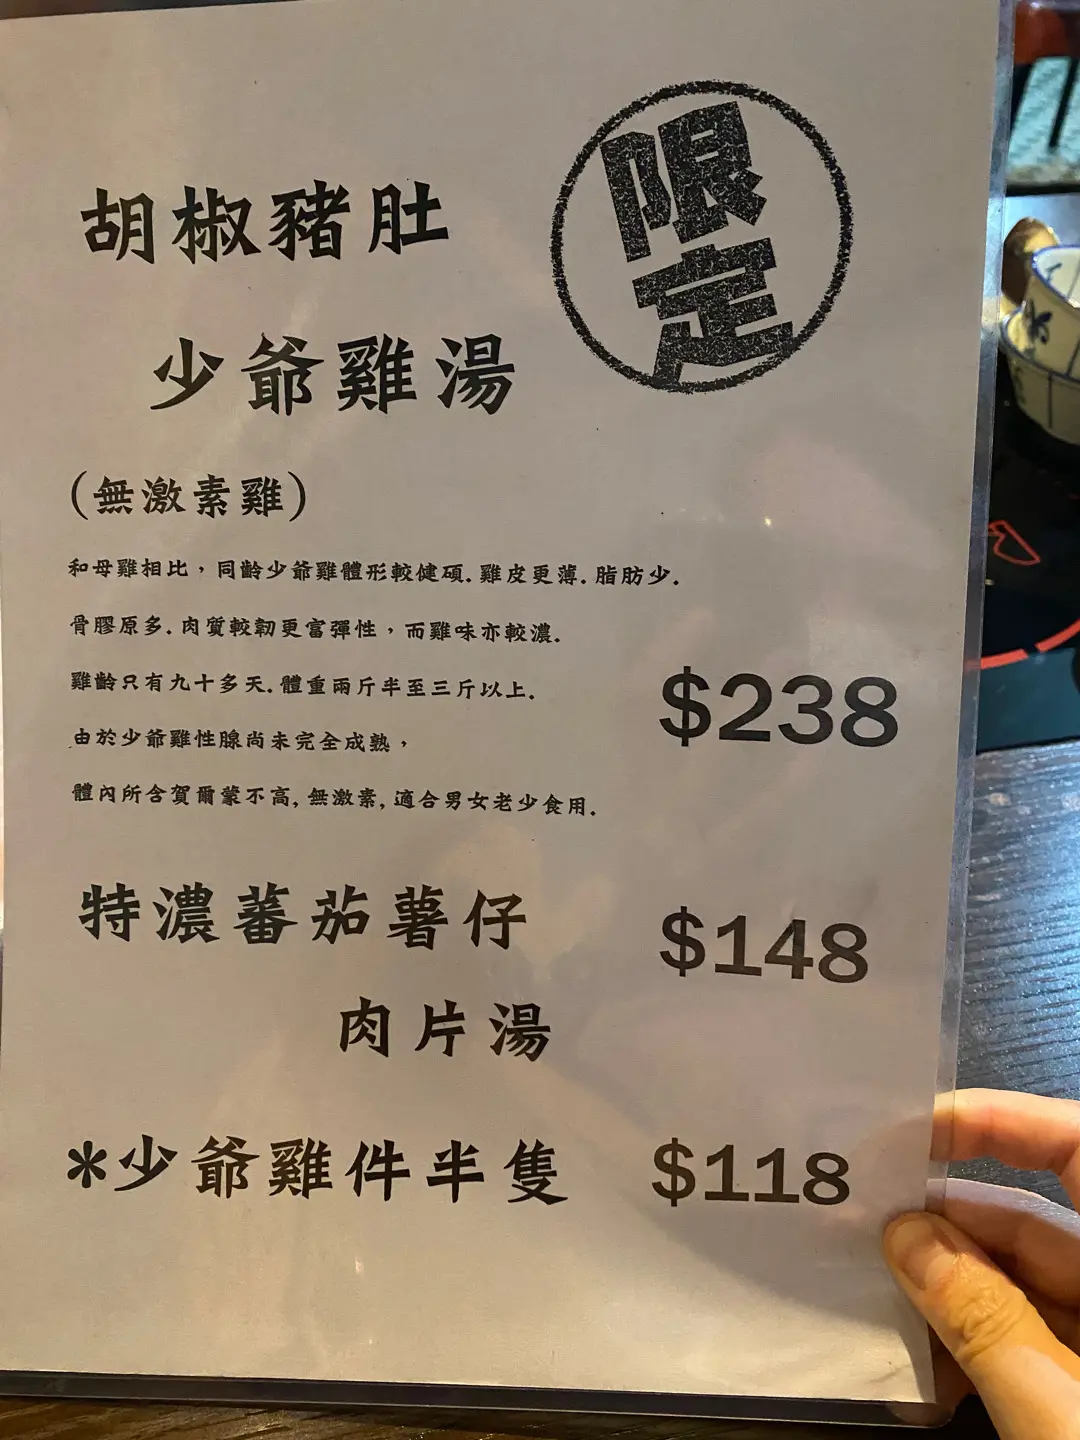 限
定
胡椒豬肚
少爺雞湯
(無激素雞)
和母雞相比，同齡少爺雞體形較健碩.雞皮更薄.脂肪少.
骨膠原多.肉質較韌更富彈性，而雞味亦較濃.
雞齡只有九十多天.體重兩斤半至三斤以上.
由於少爺雞性腺尚未完全成熟，
體內所含賀爾蒙不高,無激素,適合男女老少食用.
$238
特濃蕃茄薯仔
肉片湯
$148
*少爺雞件半隻 $118